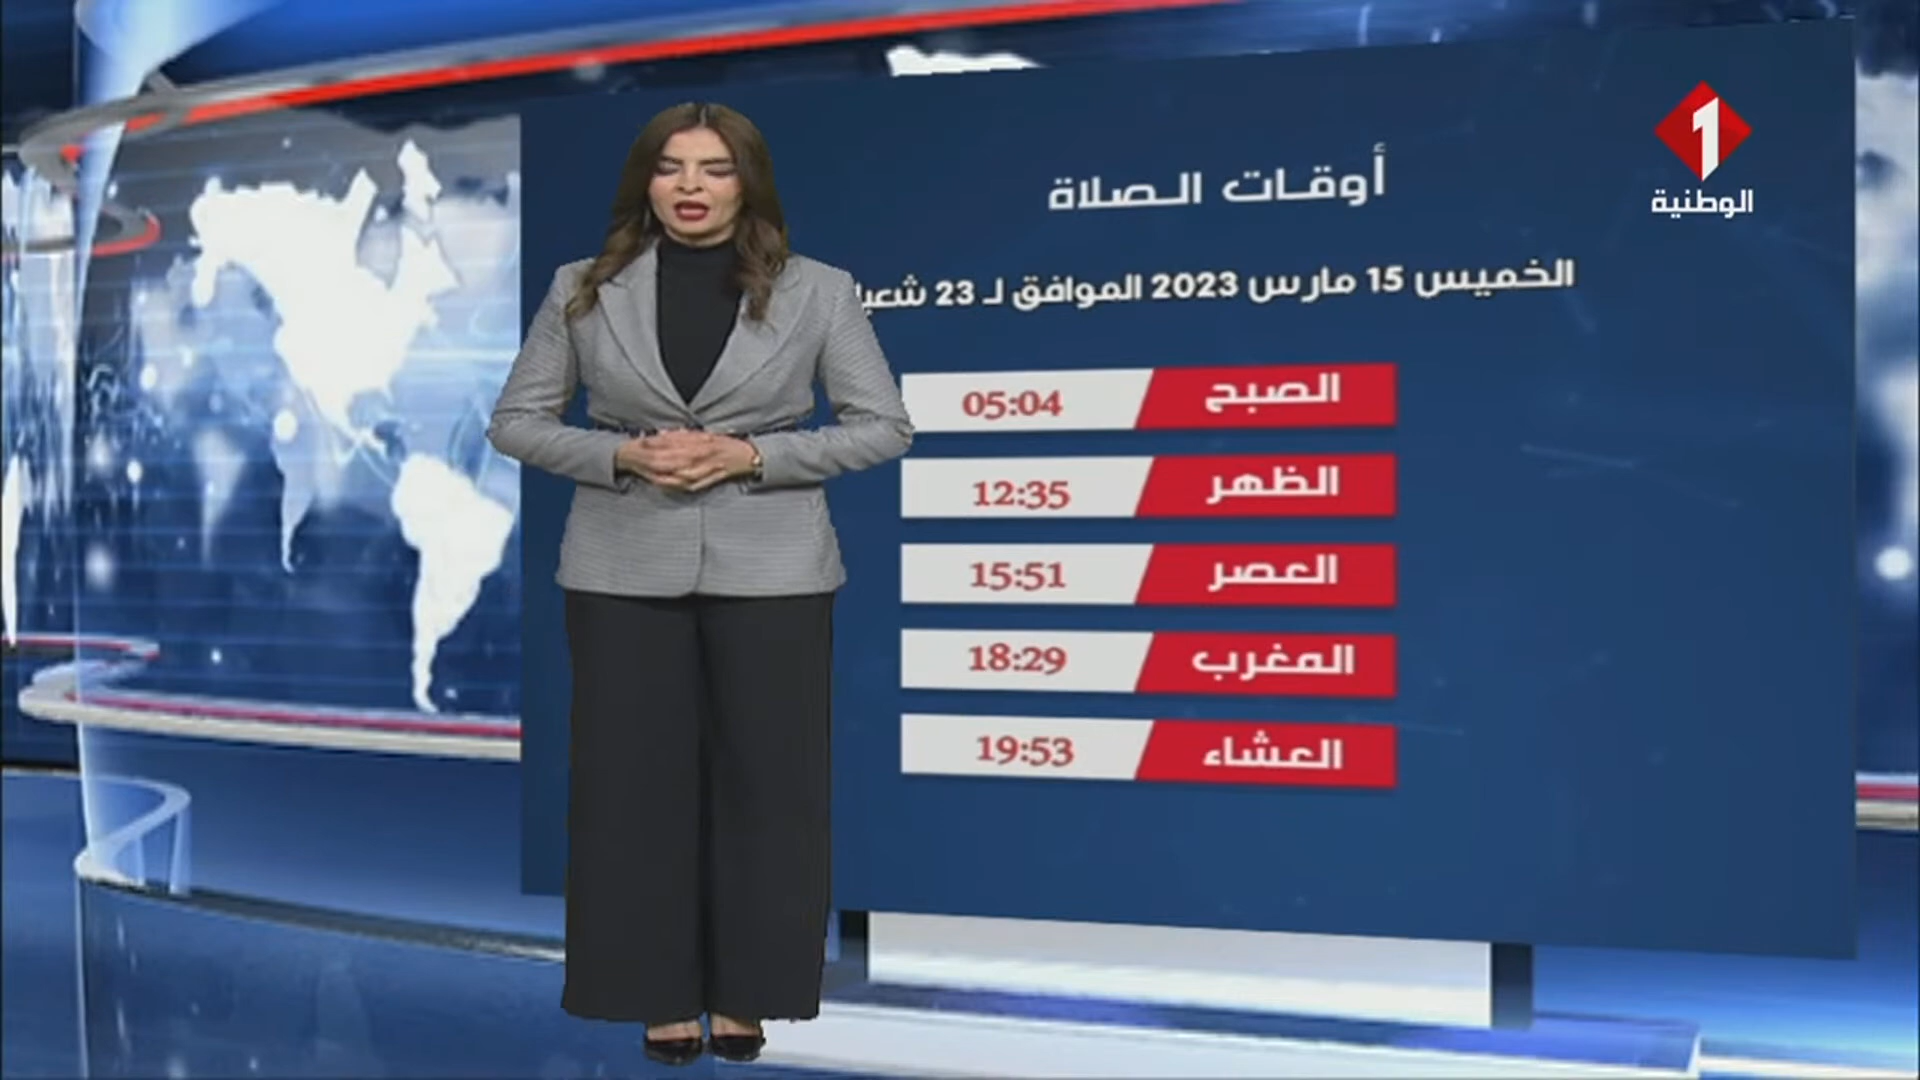 أوقات الصلاة
1
الوطنية
الخميس 15 مارس 2023 الموافق لـ 23
الصبح 05:04
الظهر 12:35
العصر 15:51
المغرب 18:29
العشاء 19:53